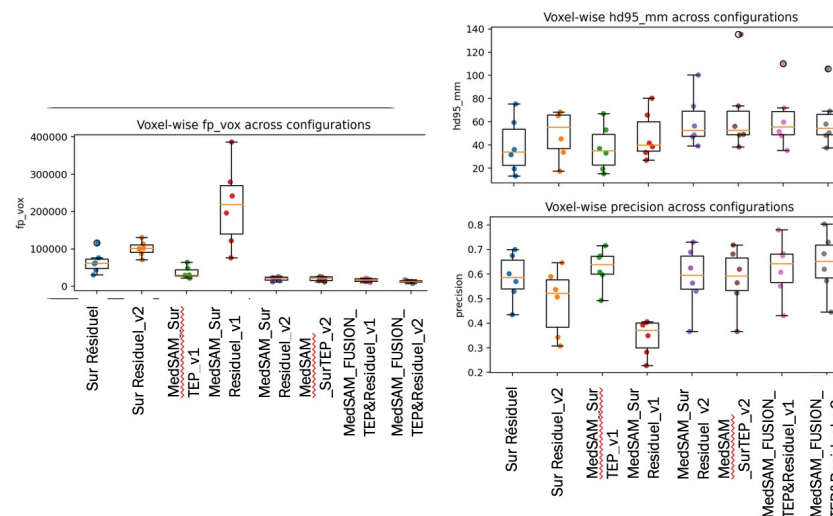 Voxel-wise fp_vox across configurations
fp_vox
400000
300000
200000
100000
0
Sur Résiduel
Sur Residuel_v2
MedSAM_Sur
TEP_v1
MedSAM_Sur
Residuel_v1
MedSAM_Sur
Residuel_v2
MedSAM
_SurTEP_v2
MedSAM_FUSION_
TEP&Residuel_v1
MedSAM_FUSION_
TEP&Residuel_v2
Voxel-wise hd95_mm across configurations
hd95_mm
140
120
100
80
60
40
20
Voxel-wise precision across configurations
precision
0.8
0.7
0.6
0.5
0.4
0.3
0.2
Sur Résiduel
Sur Residuel_v2
MedSAM_Sur
TEP_v1
MedSAM_Sur
Residuel_v1
MedSAM_Sur
Residuel v2
MedSAM
_SurTEP_v2
MedSAM_FUSION_
TEP&Residuel_v1
MedSAM_FUSION_